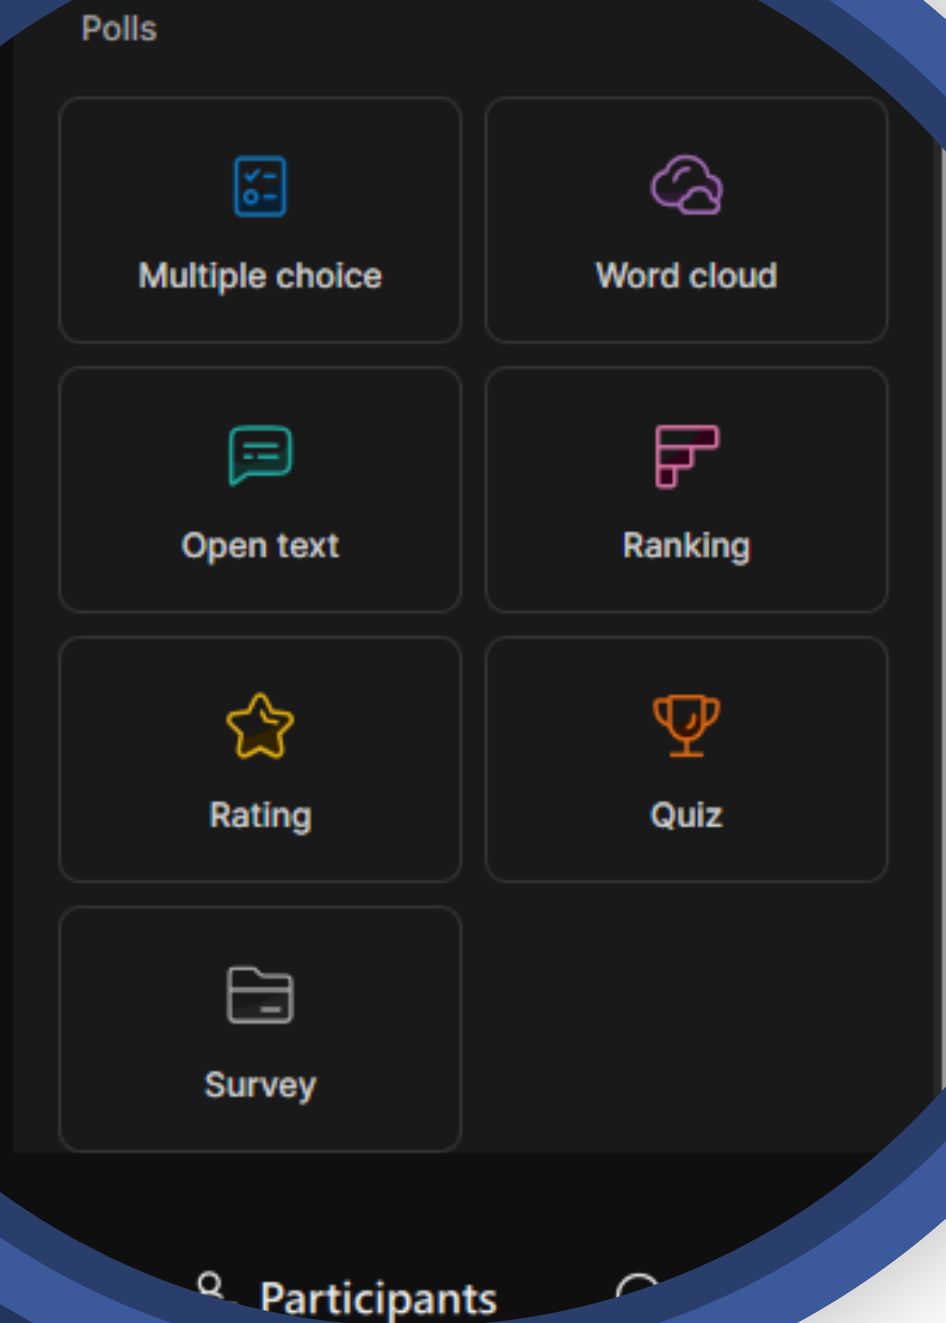 Polls
Multiple choice
Word cloud
Open text
Ranking
Rating
Quiz
Survey
Participants